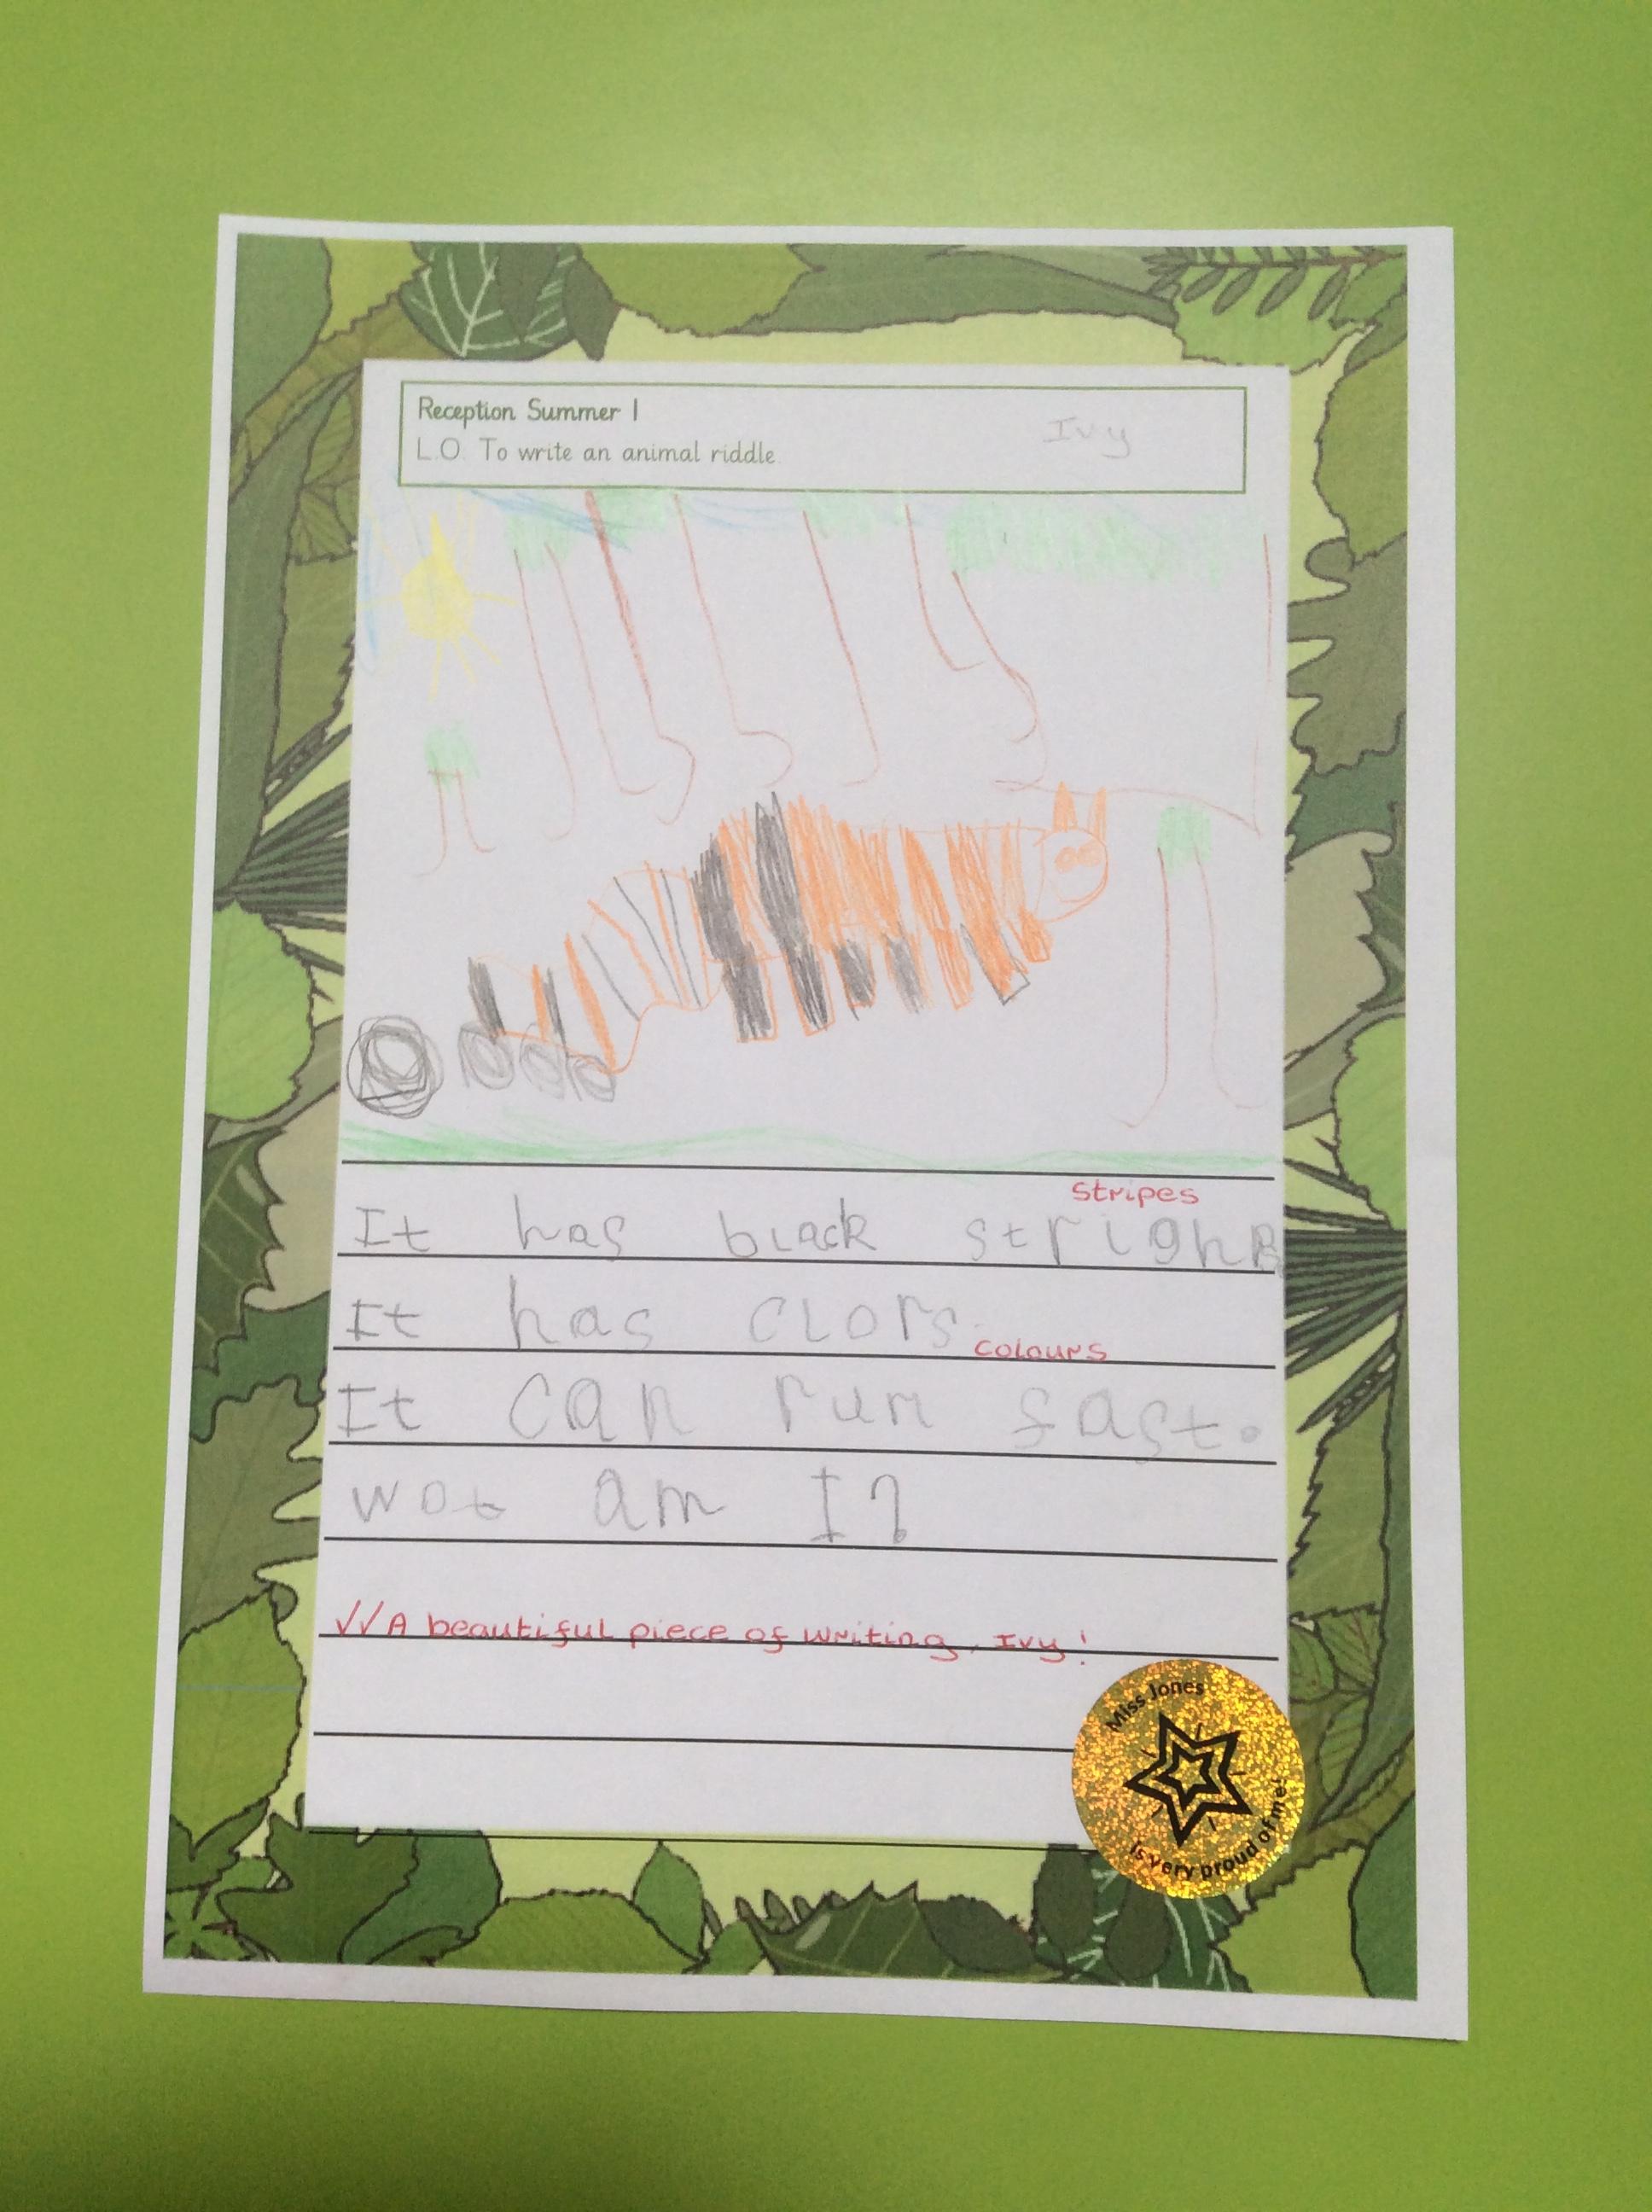 Reception Summer 1
L.O. To write an animal riddle.
Ivy
stripes
It has black
It has clors.
colours
It can run fast.
wot am I?
✓✓A beautiful piece of writing, Ivy!
Miss Jones
is very proud of me!